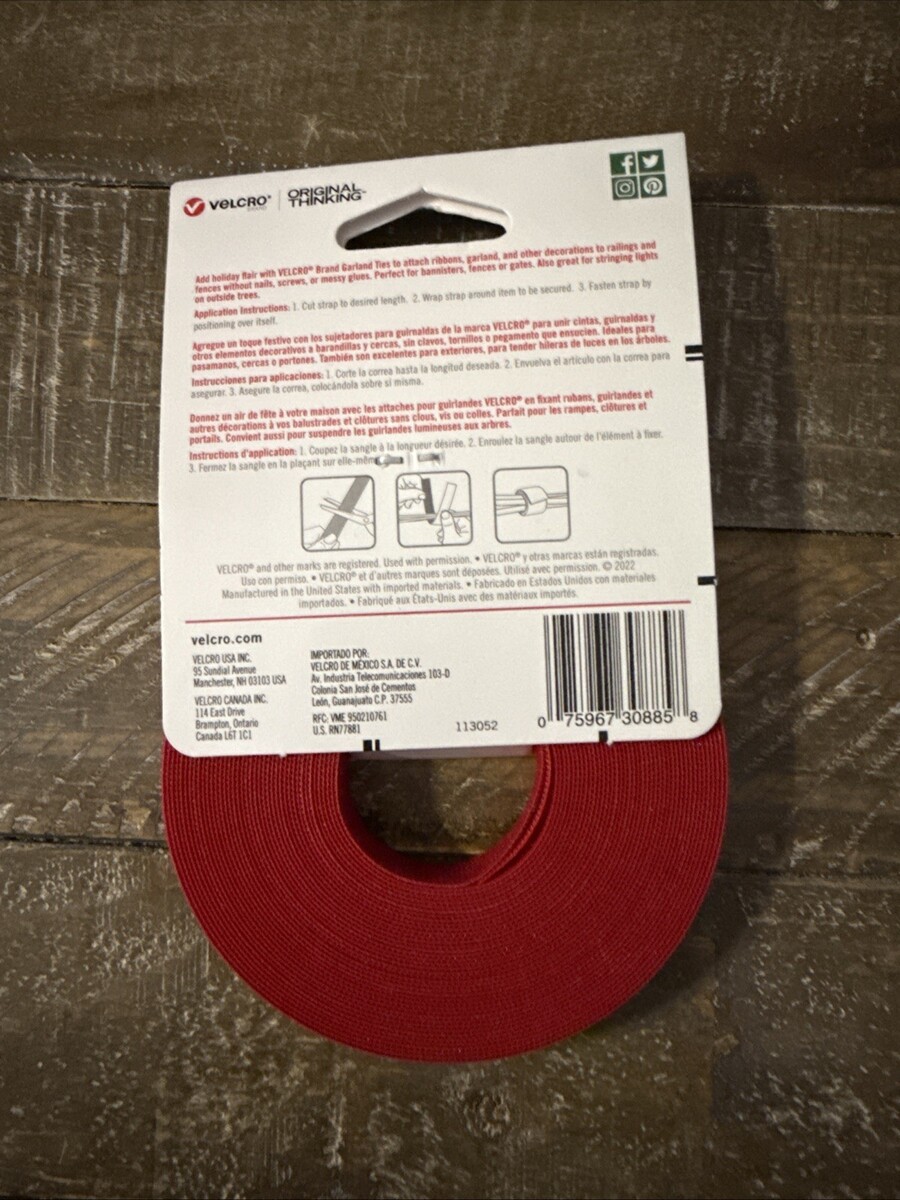 VELCRO® BRAND | ORIGINAL THINKING™
Add holiday flair with VELCRO® Brand Garland Ties to attach ribbons, garland, and other decorations to railings and
fences without nails, screws, or messy glues. Perfect for bannisters, fences or gates. Also great for stringing lights
on outside trees.
Application Instructions: 1. Cut strap to desired length. 2. Wrap strap around item to be secured. 3. Fasten strap by
positioning over itself.
Agregue un toque festivo con los sujetadores para guirnaldas de la marca VELCRO® para unir cintas, guirnaldas y
otros elementos decorativos a barandillas y cercas, sin clavos, tornillos o pegamento que ensucien. Ideales para
pasamanos, cercas o portones. También son excelentes para exteriores, para tender hileras de luces en los árboles.
Instrucciones para aplicaciones: 1. Corte la correa hasta la longitud deseada. 2. Envuelva el artículo con la correa para
asegurar. 3. Asegure la correa, colocándola sobre sí misma.
Donnez un air de fête à votre maison avec les attaches pour guirlandes VELCRO® en fixant rubans, guirlandes et
autres décorations à vos balustrades et clôtures sans clous, vis ou colles. Parfait pour les rampes, clôtures et
portails. Convient aussi pour suspendre les guirlandes lumineuses aux arbres.
Instructions d'application: 1. Coupez la sangle à la longueur désirée. 2. Enroulez la sangle autour de l'élément à fixer.
3. Fermez la sangle en la plaçant sur elle-même
VELCRO® and other marks are registered. Used with permission. • VELCRO® y otras marcas están registradas.
Uso con permiso. • VELCRO® et d'autres marques sont déposées. Utilisé avec permission. © 2022
Manufactured in the United States with imported materials. • Fabricado en Estados Unidos con materiales
importados. • Fabriqué aux États-Unis avec des matériaux importés.
velcro.com
VELCRO USA INC.
95 Sundial Avenue
Manchester, NH 03103 USA
VELCRO CANADA INC.
114 East Drive
Brampton, Ontario
Canada L6T 1C1
IMPORTADO POR:
VELCRO DE MÉXICO S.A. DE C.V.
Av. Industria Telecomunicaciones 103-D
Colonia San José de Cementos
León, Guanajuato C.P. 37555
RFC: VME 950210761
U.S. RN77881
113052
0 75967 30885 8